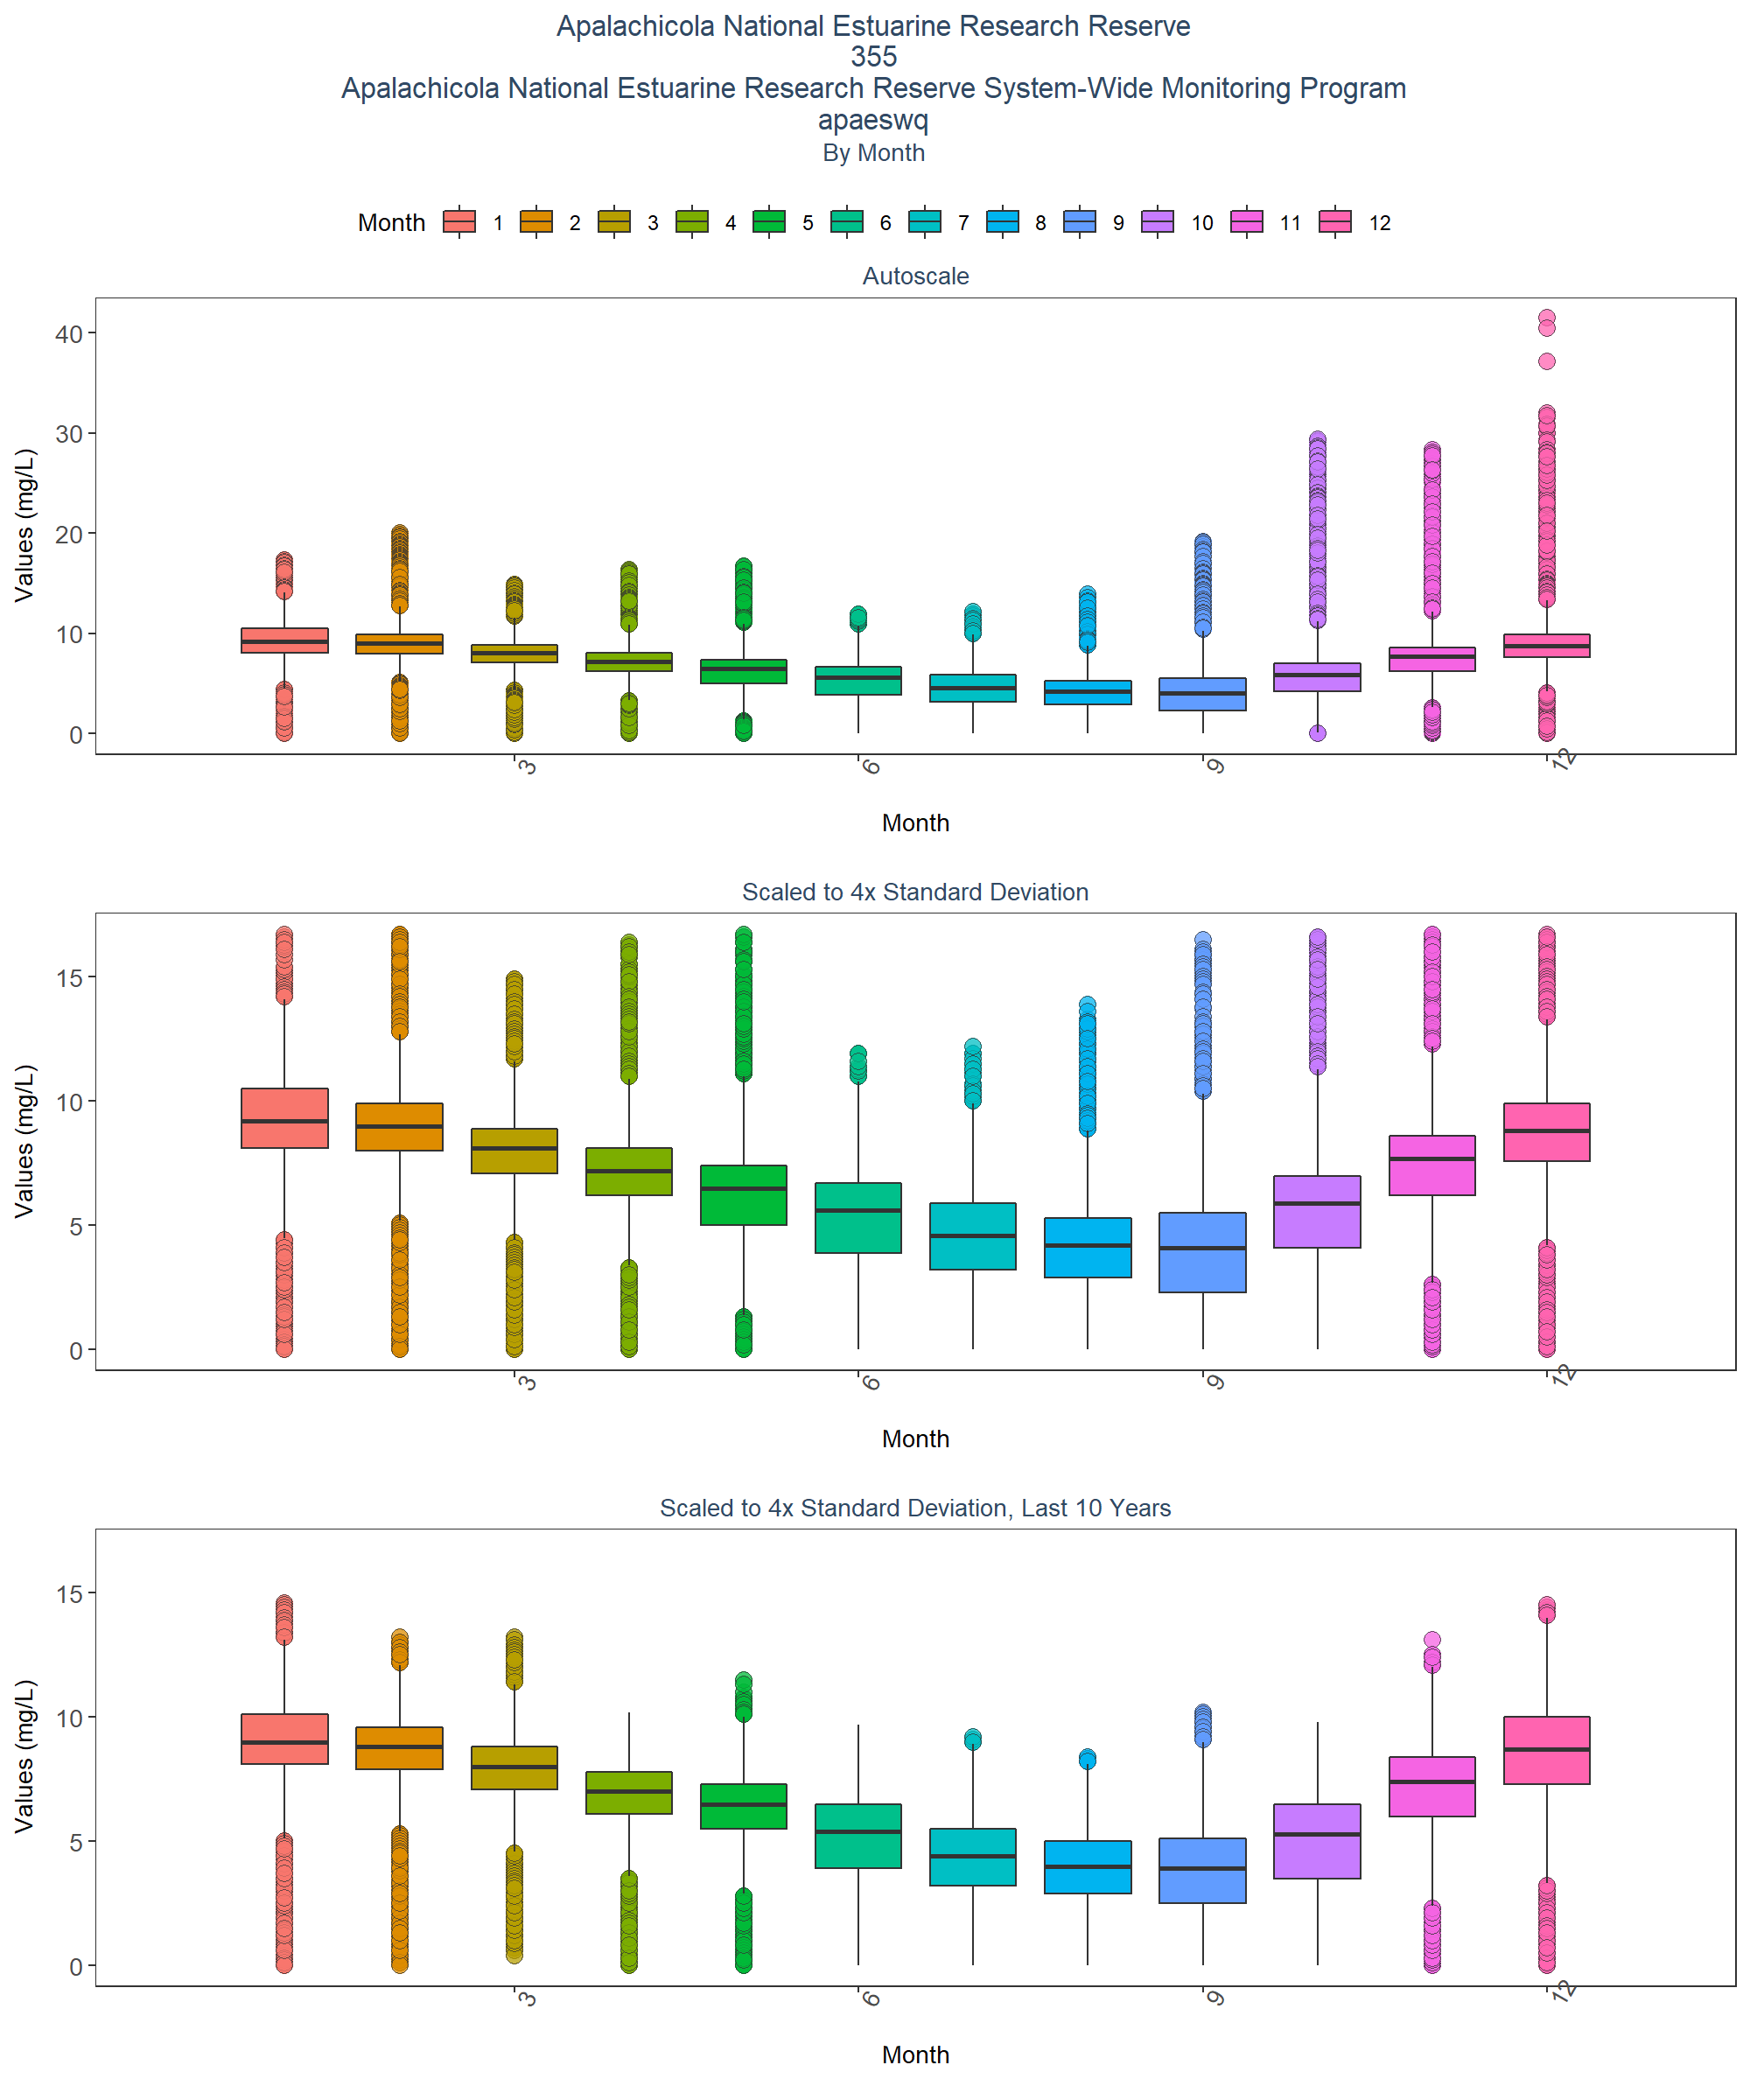 Apalachicola National Estuarine Research Reserve
355
Apalachicola National Estuarine Research Reserve System-Wide Monitoring Program
apaeswq
By Month
Month 1 2 3 4 5 6 7 8 9 10 11 12
Autoscale
Values (mg/L)
40
30
20
10
0
3 6 9 12
Month
Scaled to 4x Standard Deviation
Values (mg/L)
15
10
5
0
3 6 9 12
Month
Scaled to 4x Standard Deviation, Last 10 Years
Values (mg/L)
15
10
5
0
3 6 9 12
Month